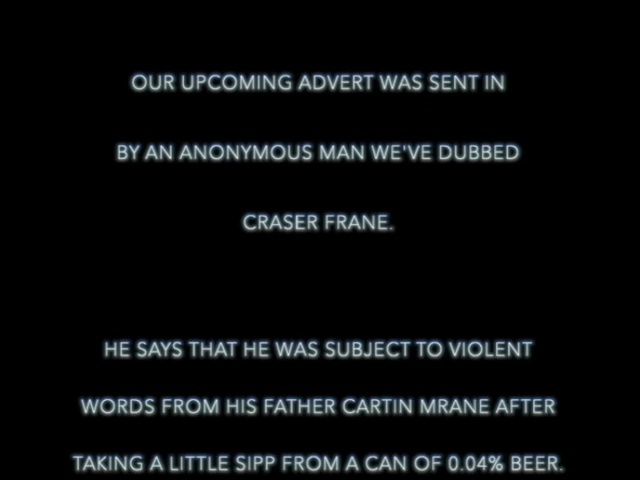 OUR UPCOMING ADVERT WAS SENT IN
BY AN ANONYMOUS MAN WE'VE DUBBED
CRASER FRANE.
HE SAYS THAT HE WAS SUBJECT TO VIOLENT
WORDS FROM HIS FATHER CARTIN MRANE AFTER
TAKING A LITTLE SIPP FROM A CAN OF 0.04% BEER.